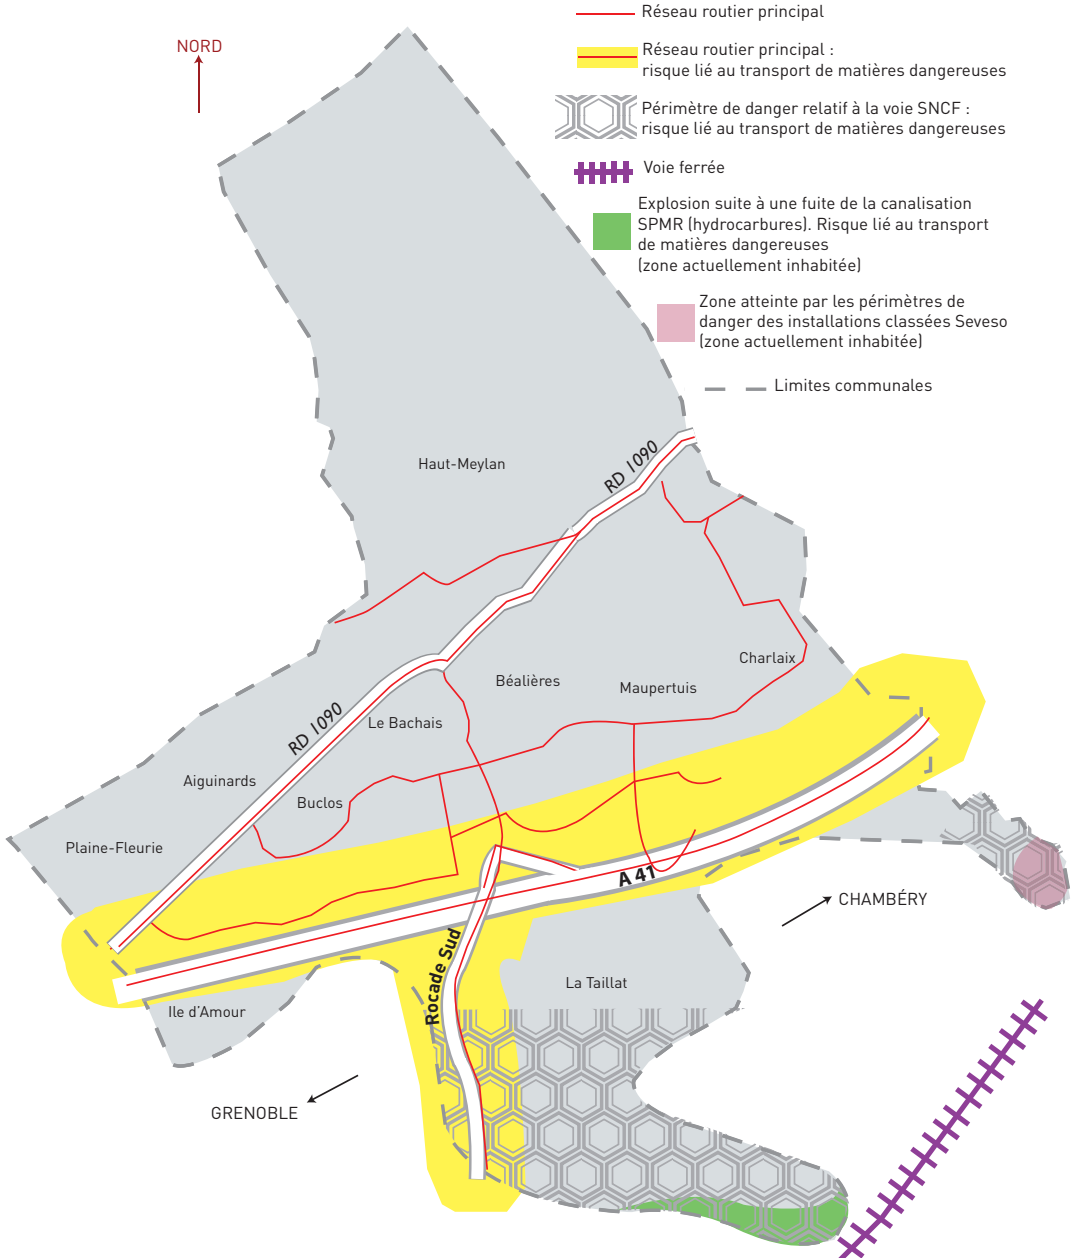 Réseau routier principal
NORD
Réseau routier principal :
risque lié au transport de matières dangereuses
Périmètre de danger relatif à la voie SNCF :
risque lié au transport de matières dangereuses
Voie ferrée
Explosion suite à une fuite de la canalisation
SPMR (hydrocarbures). Risque lié au transport
de matières dangereuses
(zone actuellement inhabitée)
Zone atteinte par les périmètres de
danger des installations classées Seveso
(zone actuellement inhabitée)
Limites communales
Haut-Meylan
RD 1090
Charlaix
Béalières
Maupertuis
RD 1090
Le Bachais
Aiguinards
Buclos
Plaine-Fleurie
A 41
CHAMBÉRY
Rocade Sud
La Taillat
Ile d'Amour
GRENOBLE